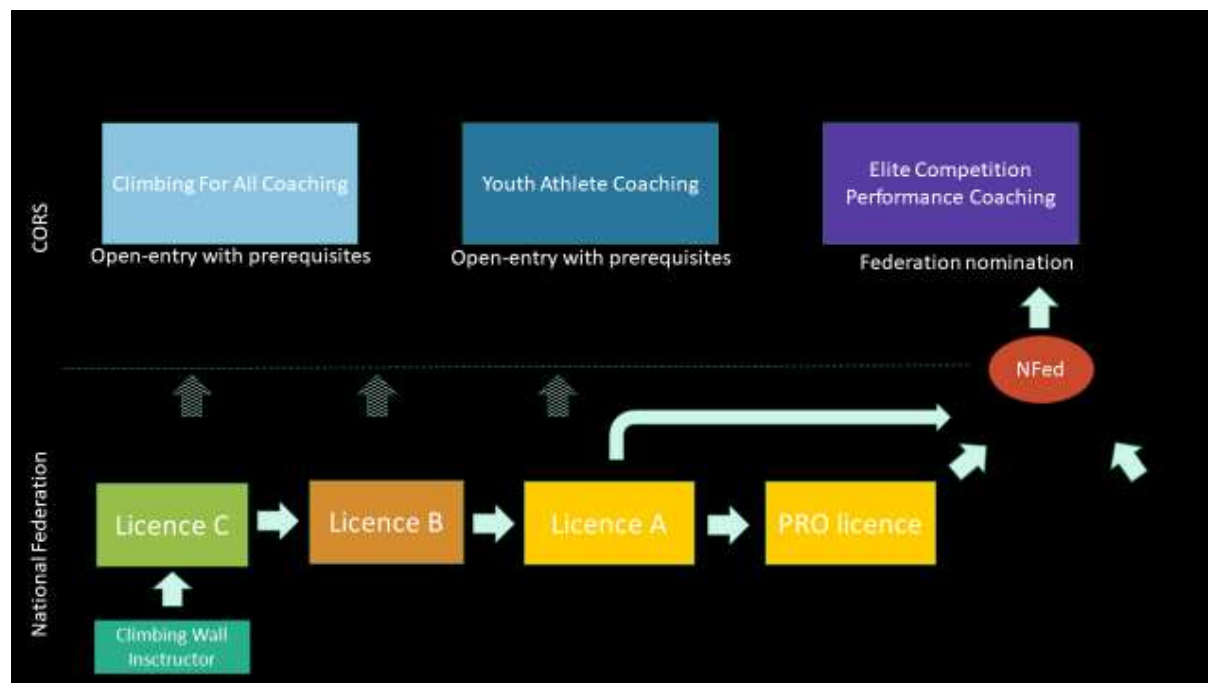 CORS
Climbing For All Coaching
Open-entry with prerequisites
Youth Athlete Coaching
Open-entry with prerequisites
Elite Competition
Performance Coaching
Federation nomination
NFed
National Federation
Licence C
Licence B
Licence A
PRO licence
Climbing Wall
Insctructor